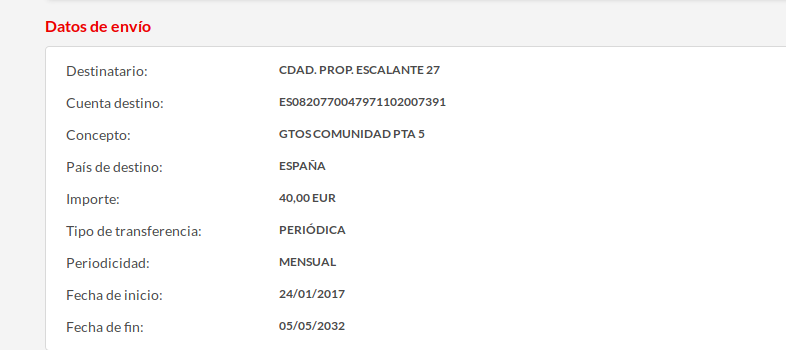 Datos de envío
Destinatario: CDAD. PROP. ESCALANTE 27
Cuenta destino: ES0820770047971102007391
Concepto: GTOS COMUNIDAD PTA 5
País de destino: ESPAÑA
Importe: 40,00 EUR
Tipo de transferencia: PERIÓDICA
Periodicidad: MENSUAL
Fecha de inicio: 24/01/2017
Fecha de fin: 05/05/2032